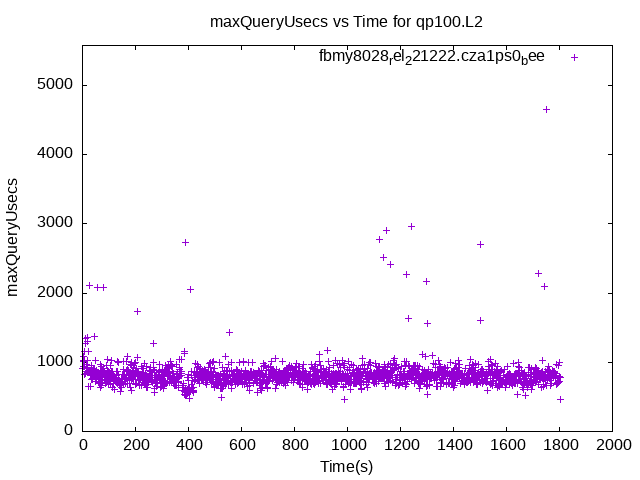 maxQueryUsecs vs Time for qp100.L2
fbmy8028rel221222.cza1ps0bee
maxQueryUsecs
5000
4000
3000
2000
1000
0
0 200 400 600 800 1000 1200 1400 1600 1800 2000
Time(s)